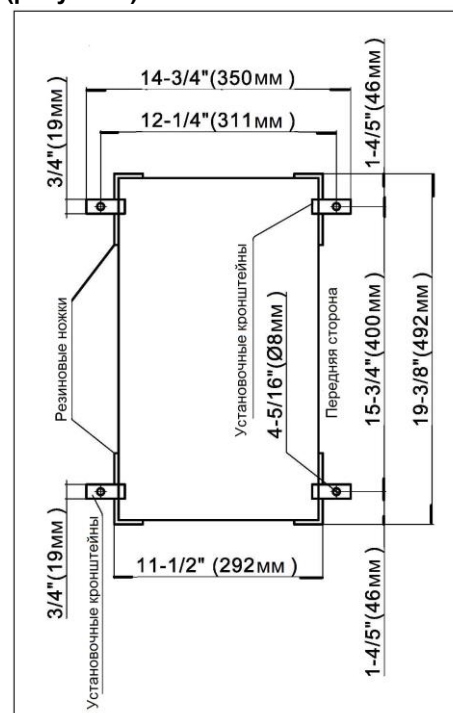 14-3/4"(350мм )
12-1/4"(311мм )
3/4"(19мм )
1-4/5"(46мм )
Резиновые ножки
Установочные кронштейны
4-5/16"(Ø8мм )
Передняя сторона
15-3/4"(400мм )
19-3/8"(492мм )
3/4"(19мм )
Установочные кронштейны
11-1/2" (292мм )
1-4/5"(46мм )